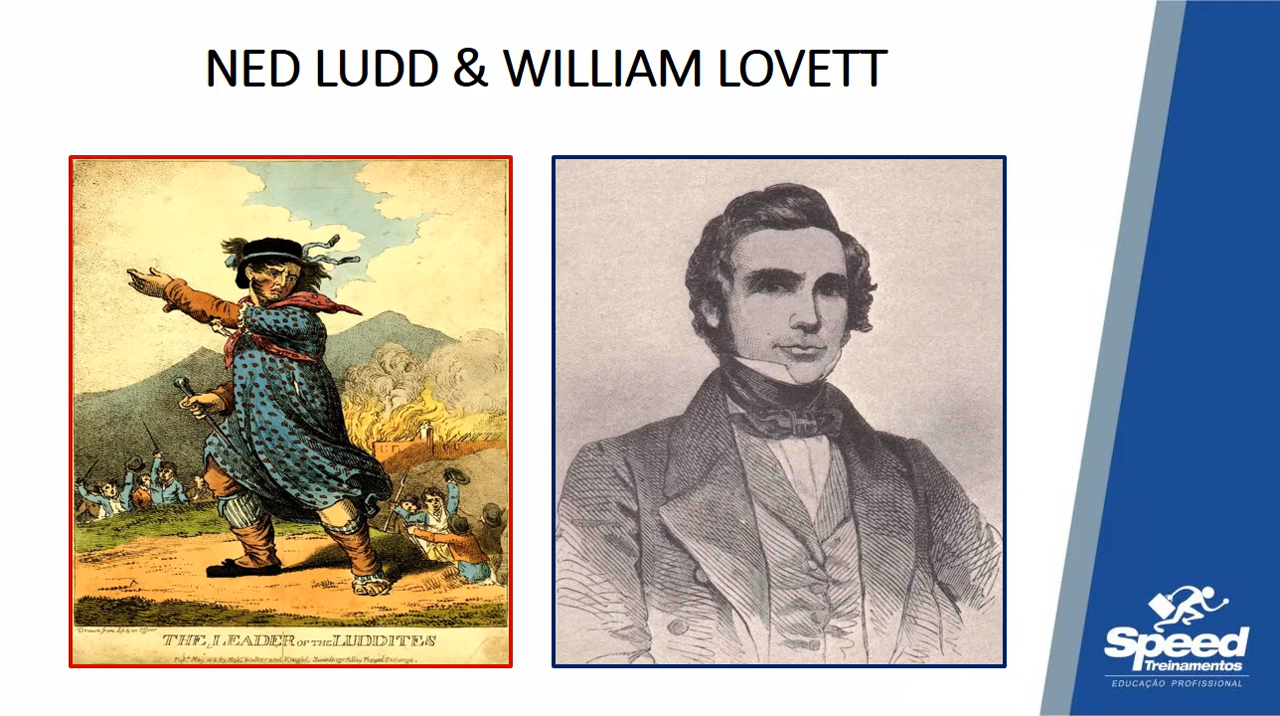 NED LUDD & WILLIAM LOVETT
THE LEADER OF THE LUDDITES
Speed
Treinamentos
EDUCAÇÃO PROFISSIONAL